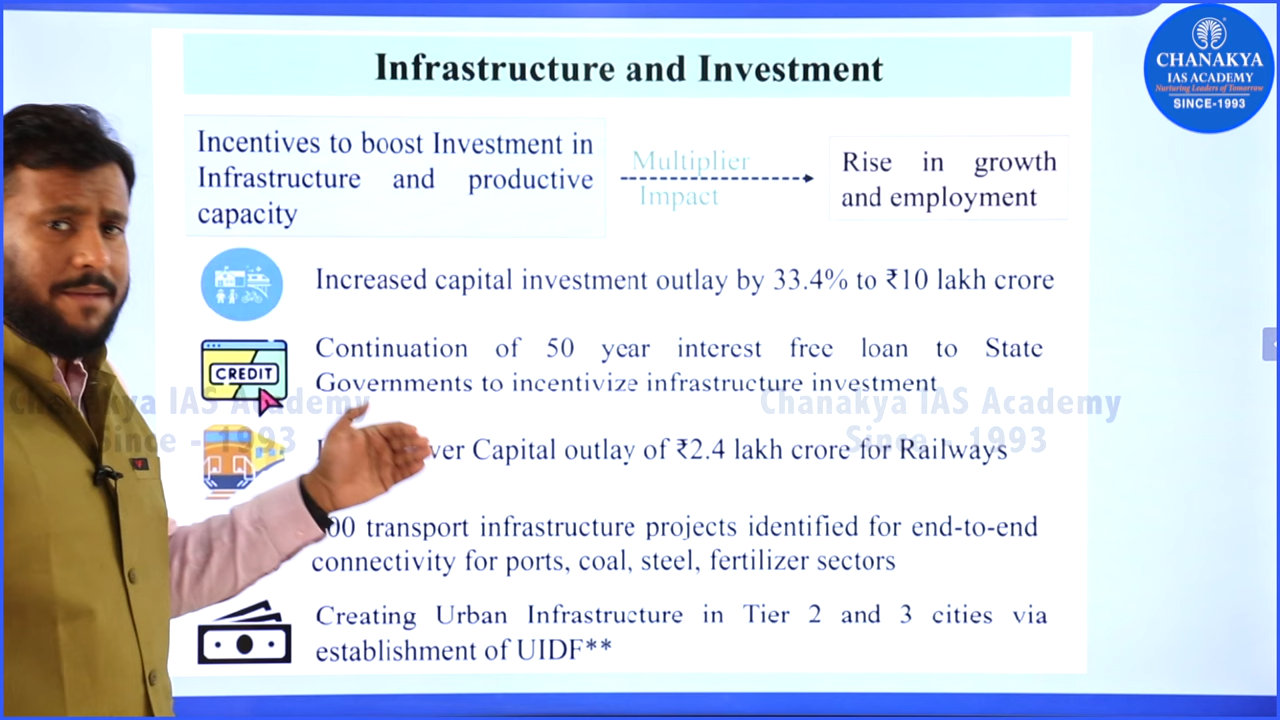 Infrastructure and Investment
CHANAKYA
IAS ACADEMY
Nurturing Leaders of Tomorrow
SINCE-1993
Incentives to boost Investment in
Infrastructure and productive
capacity
Multiplier
Impact
Rise in growth
and employment
Increased capital investment outlay by 33.4% to ₹10 lakh crore
CREDIT
Continuation of 50 year interest free loan to State
Governments to incentivize infrastructure investment
Chanakya IAS Academy
Since - 1993
Chanakya IAS Academy
Since - 1993
Capital outlay of ₹2.4 lakh crore for Railways
transport infrastructure projects identified for end-to-end
connectivity for ports, coal, steel, fertilizer sectors
Creating Urban Infrastructure in Tier 2 and 3 cities via
establishment of UIDF**